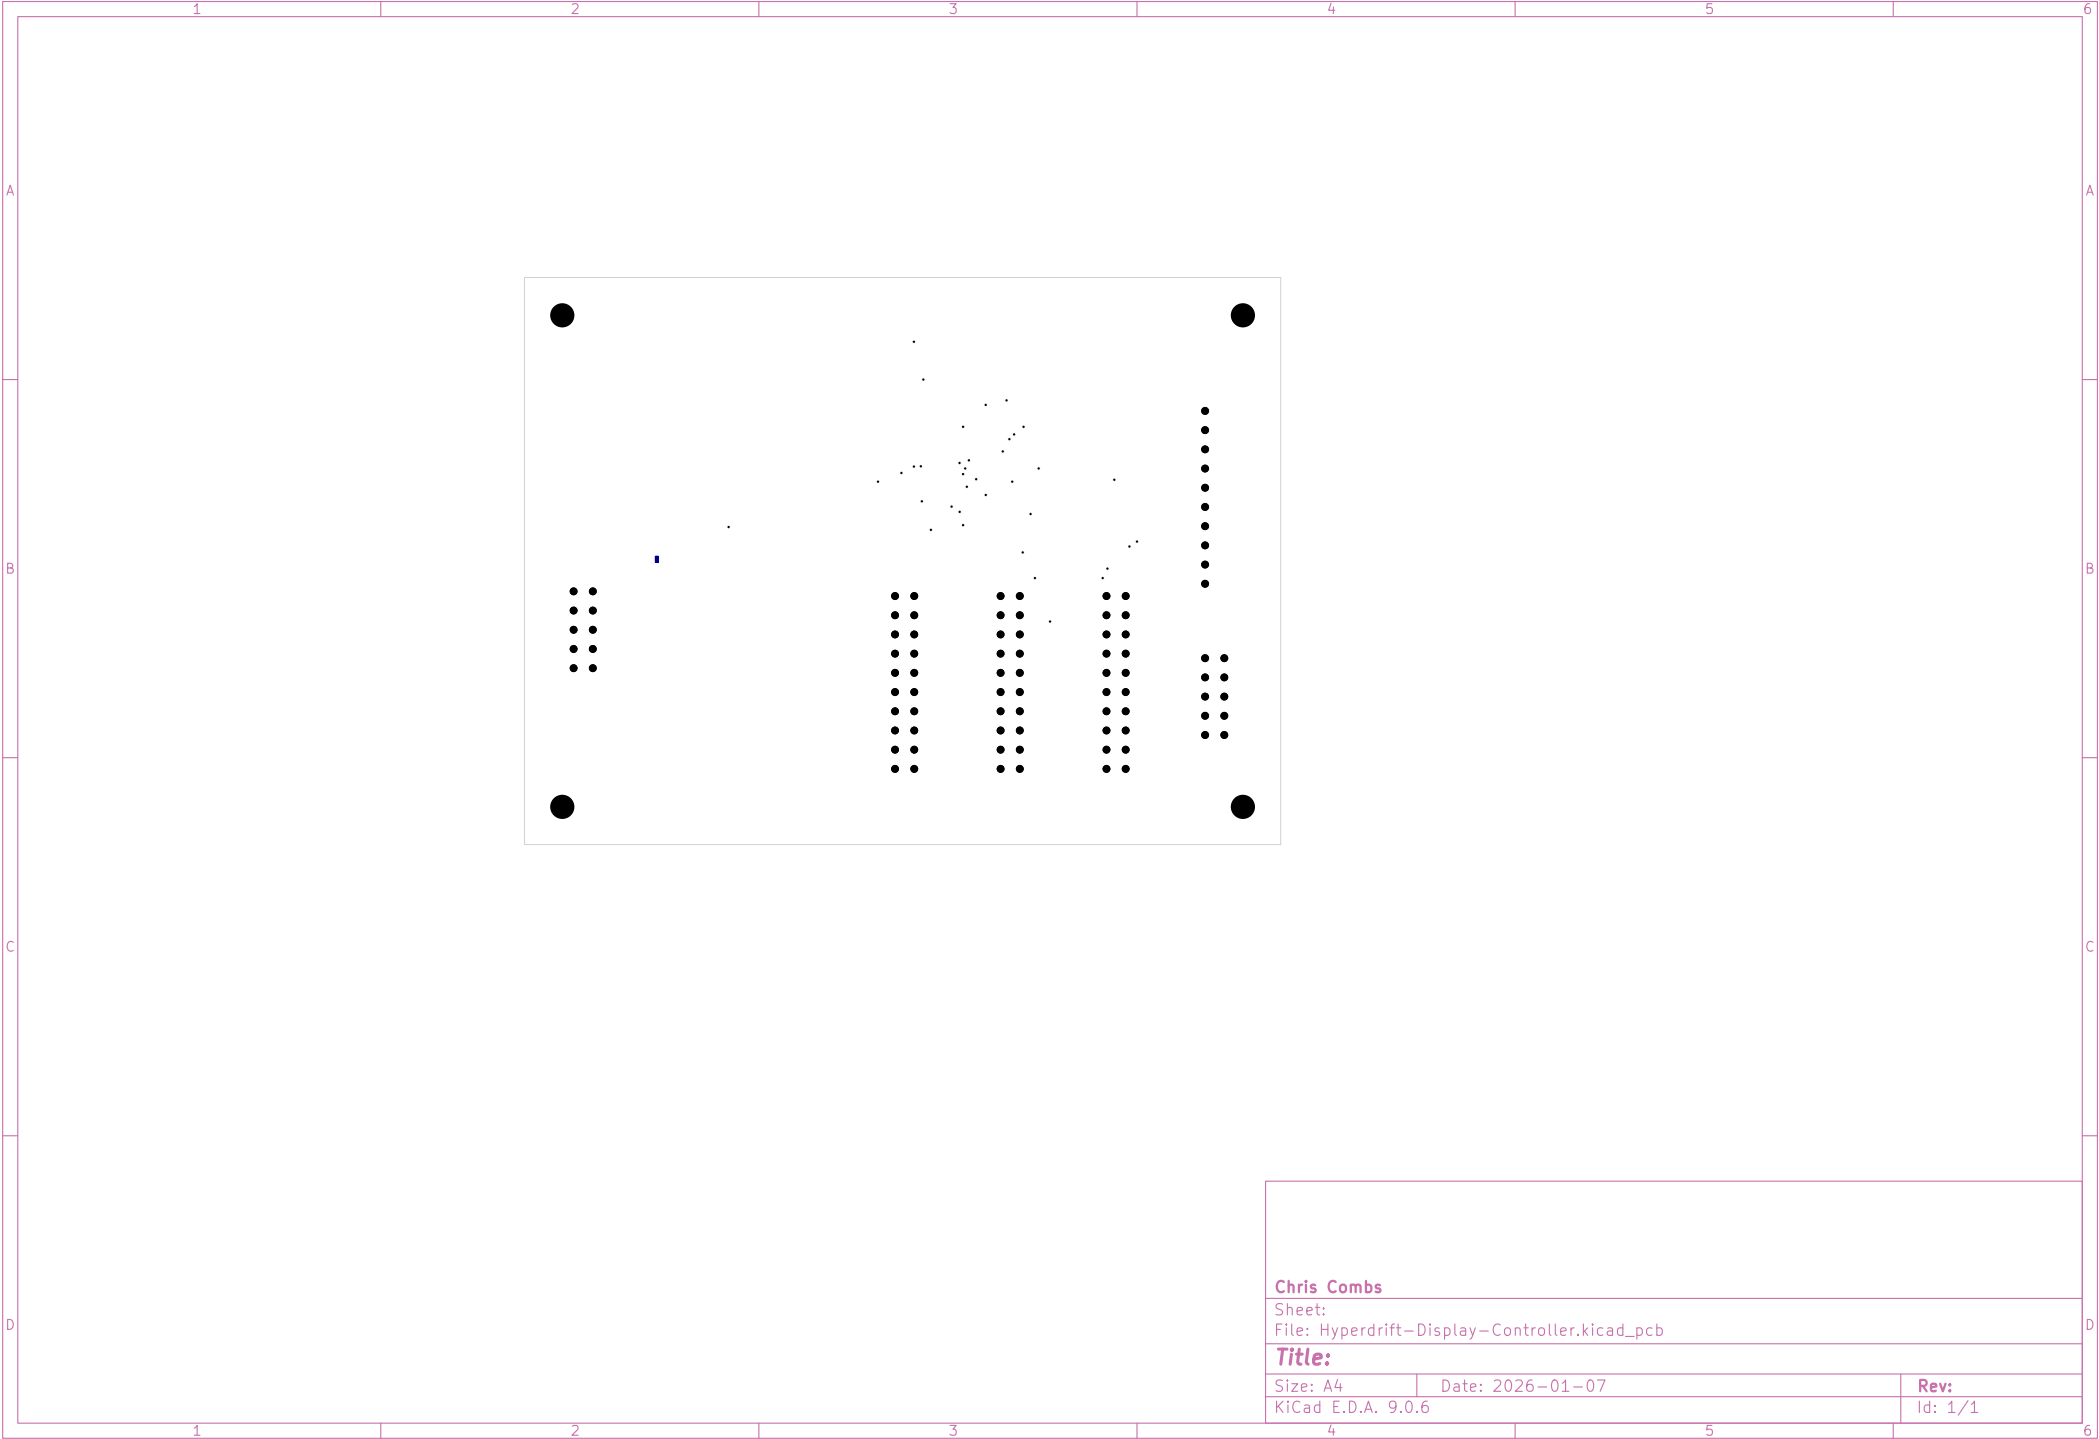 1 2 3 4 5 6
A A
B B
C C
D D
Chris Combs
Sheet:
File: Hyperdrift-Display-Controller.kicad_pcb
Title:
Size: A4 Date: 2026-01-07 Rev:
KiCad E.D.A. 9.0.6 Id: 1/1
1 2 3 4 5 6